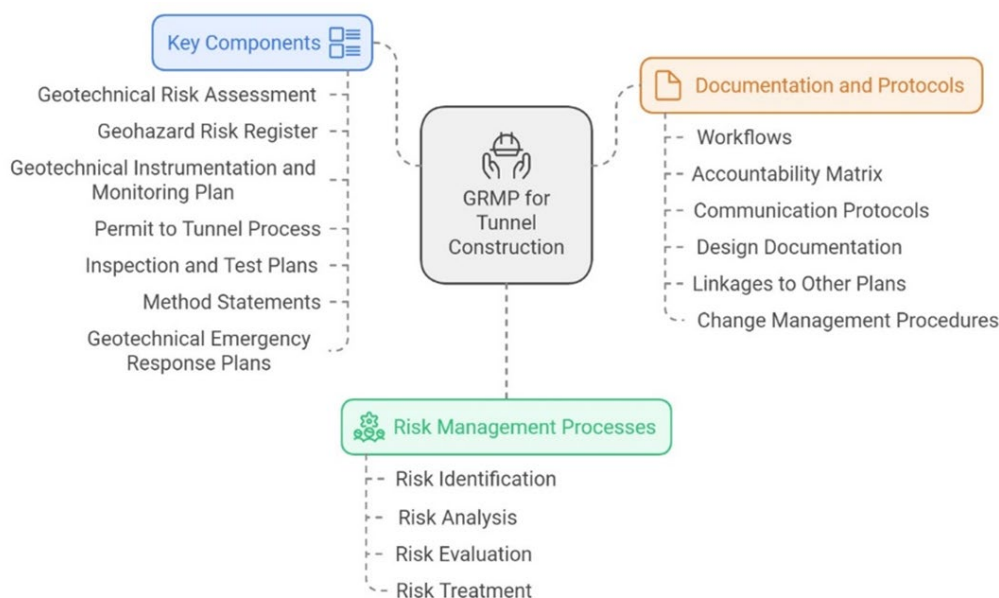 Key Components
Geotechnical Risk Assessment
Geohazard Risk Register
Geotechnical Instrumentation and
Monitoring Plan
Permit to Tunnel Process
Inspection and Test Plans
Method Statements
Geotechnical Emergency
Response Plans
GRMP for
Tunnel
Construction
Documentation and Protocols
Workflows
Accountability Matrix
Communication Protocols
Design Documentation
Linkages to Other Plans
Change Management Procedures
Risk Management Processes
Risk Identification
Risk Analysis
Risk Evaluation
Risk Treatment